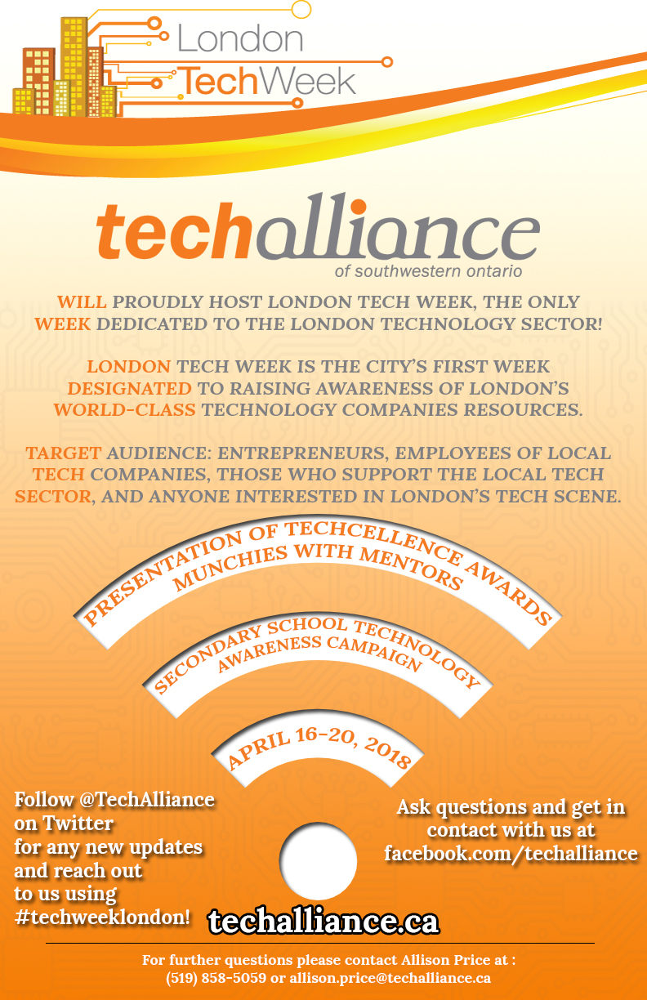 London
TechWeek
techalliance
of southwestern ontario
WILL PROUDLY HOST LONDON TECH WEEK, THE ONLY
WEEK DEDICATED TO THE LONDON TECHNOLOGY SECTOR!
LONDON TECH WEEK IS THE CITY'S FIRST WEEK
DESIGNATED TO RAISING AWARENESS OF LONDON'S
WORLD-CLASS TECHNOLOGY COMPANIES RESOURCES.
TARGET AUDIENCE: ENTREPRENEURS, EMPLOYEES OF LOCAL
TECH COMPANIES, THOSE WHO SUPPORT THE LOCAL TECH
SECTOR, AND ANYONE INTERESTED IN LONDON'S TECH SCENE.
PRESENTATION OF TECHCELLENCE AWARDS
MUNCHIES WITH MENTORS
SECONDARY SCHOOL TECHNOLOGY
AWARENESS CAMPAIGN
APRIL 16-20, 2018
Follow @TechAlliance
on Twitter
for any new updates
and reach out
to us using
#techweeklondon!
Ask questions and get in
contact with us at
facebook.com/techalliance
techalliance.ca
For further questions please contact Allison Price at :
(519) 858-5059 or allison.price@techalliance.ca